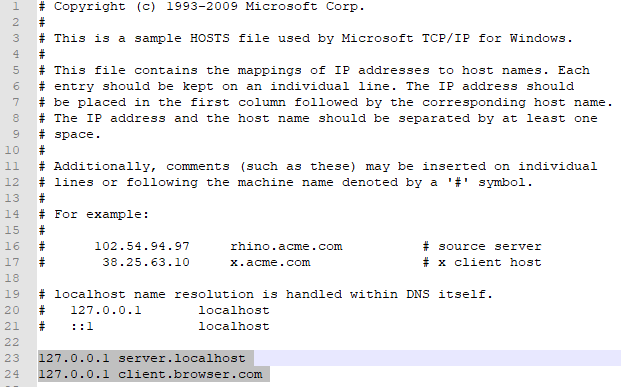 1 # Copyright (c) 1993-2009 Microsoft Corp.
2 #
3 # This is a sample HOSTS file used by Microsoft TCP/IP for Windows.
4 #
5 # This file contains the mappings of IP addresses to host names. Each
6 # entry should be kept on an individual line. The IP address should
7 # be placed in the first column followed by the corresponding host name.
8 # The IP address and the host name should be separated by at least one
9 # space.
10 #
11 # Additionally, comments (such as these) may be inserted on individual
12 # lines or following the machine name denoted by a '#' symbol.
13 #
14 # For example:
15 #
16 #      102.54.94.97     rhino.acme.com          # source server
17 #       38.25.63.10     x.acme.com              # x client host
18
19 # localhost name resolution is handled within DNS itself.
20 #   127.0.0.1       localhost
21 #   ::1             localhost
22
23 127.0.0.1 server.localhost
24 127.0.0.1 client.browser.com